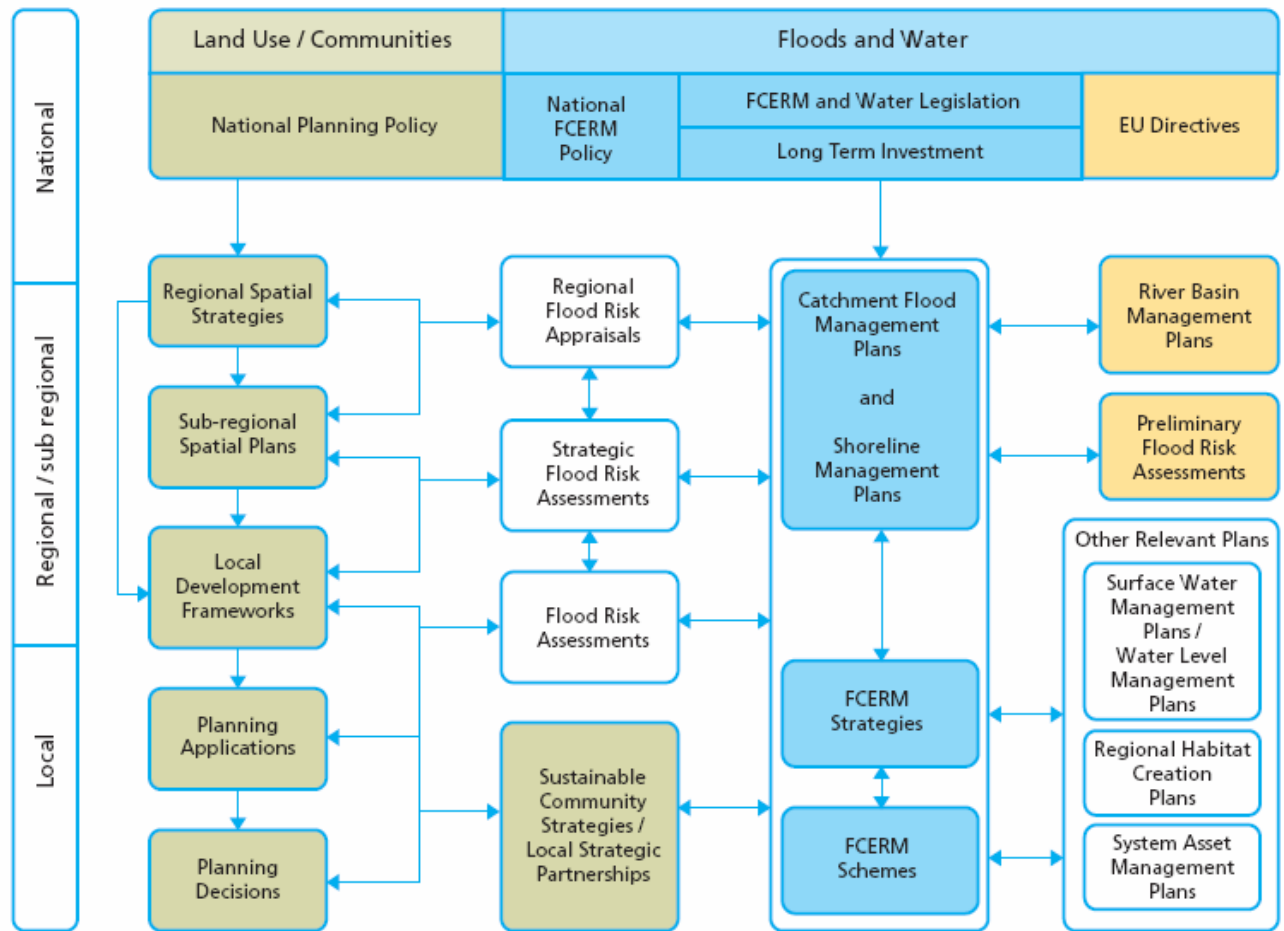 Land Use / Communities
Floods and Water
National
National Planning Policy
National
FCERM
Policy
FCERM and Water Legislation
Long Term Investment
EU Directives
Regional / sub regional
Regional Spatial
Strategies
Regional
Flood Risk
Appraisals
Catchment Flood
Management
Plans
and
Shoreline
Management
Plans
River Basin
Management
Plans
Sub-regional
Spatial Plans
Strategic
Flood Risk
Assessments
Preliminary
Flood Risk
Assessments
Local
Development
Frameworks
Flood Risk
Assessments
Other Relevant Plans
Surface Water
Management
Plans /
Water Level
Management
Plans
Local
Planning
Applications
FCERM
Strategies
Regional Habitat
Creation
Plans
Sustainable
Community
Strategies /
Local Strategic
Partnerships
Planning
Decisions
FCERM
Schemes
System Asset
Management
Plans